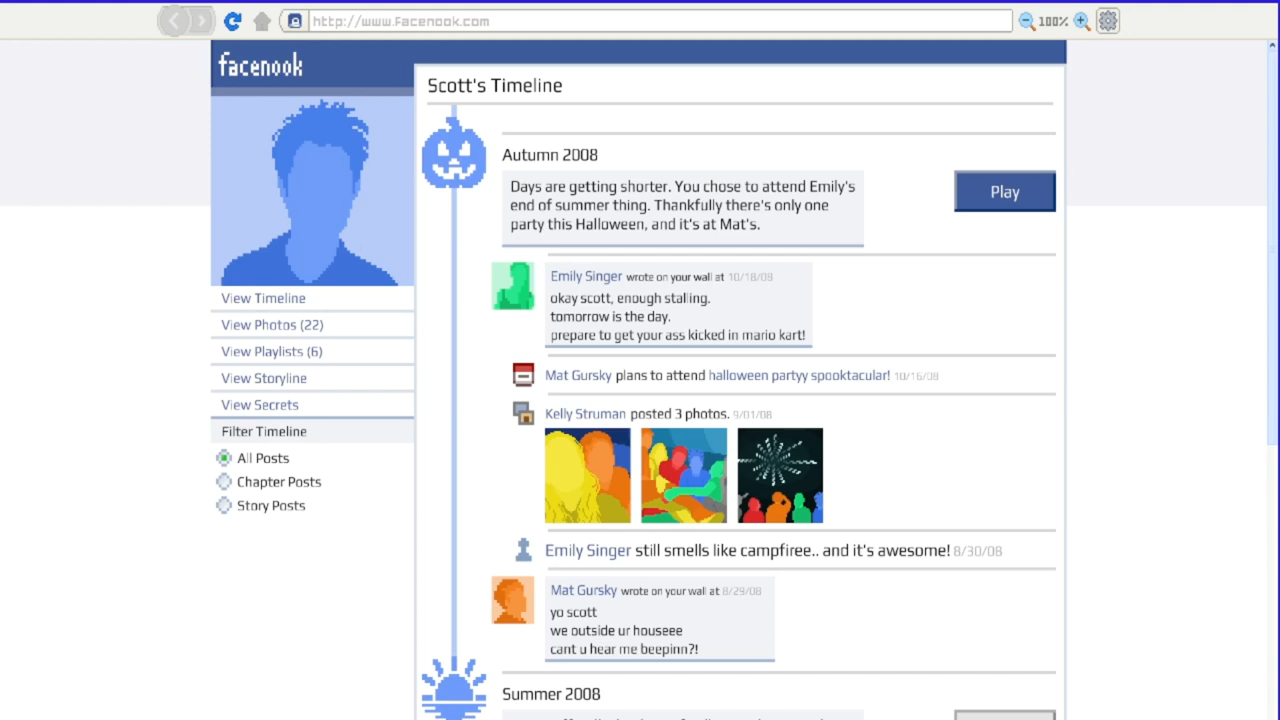 http://www.Facenook.com
100%
facenook
Scott's Timeline
Autumn 2008
Days are getting shorter. You chose to attend Emily's
end of summer thing. Thankfully there's only one
party this Halloween, and it's at Mat's.
Play
Emily Singer wrote on your wall at 10/18/08
okay scott, enough stalling.
tomorrow is the day.
prepare to get your ass kicked in mario kart!
Mat Gursky plans to attend halloween partyy spooktacular! 10/16/08
Kelly Struman posted 3 photos. 9/01/08
Emily Singer still smells like campfiree.. and it's awesome! 8/30/08
Mat Gursky wrote on your wall at 8/29/08
yo scott
we outside ur houseee
cant u hear me beepinn?!
Summer 2008
View Timeline
View Photos (22)
View Playlists (6)
View Storyline
View Secrets
Filter Timeline
All Posts
Chapter Posts
Story Posts